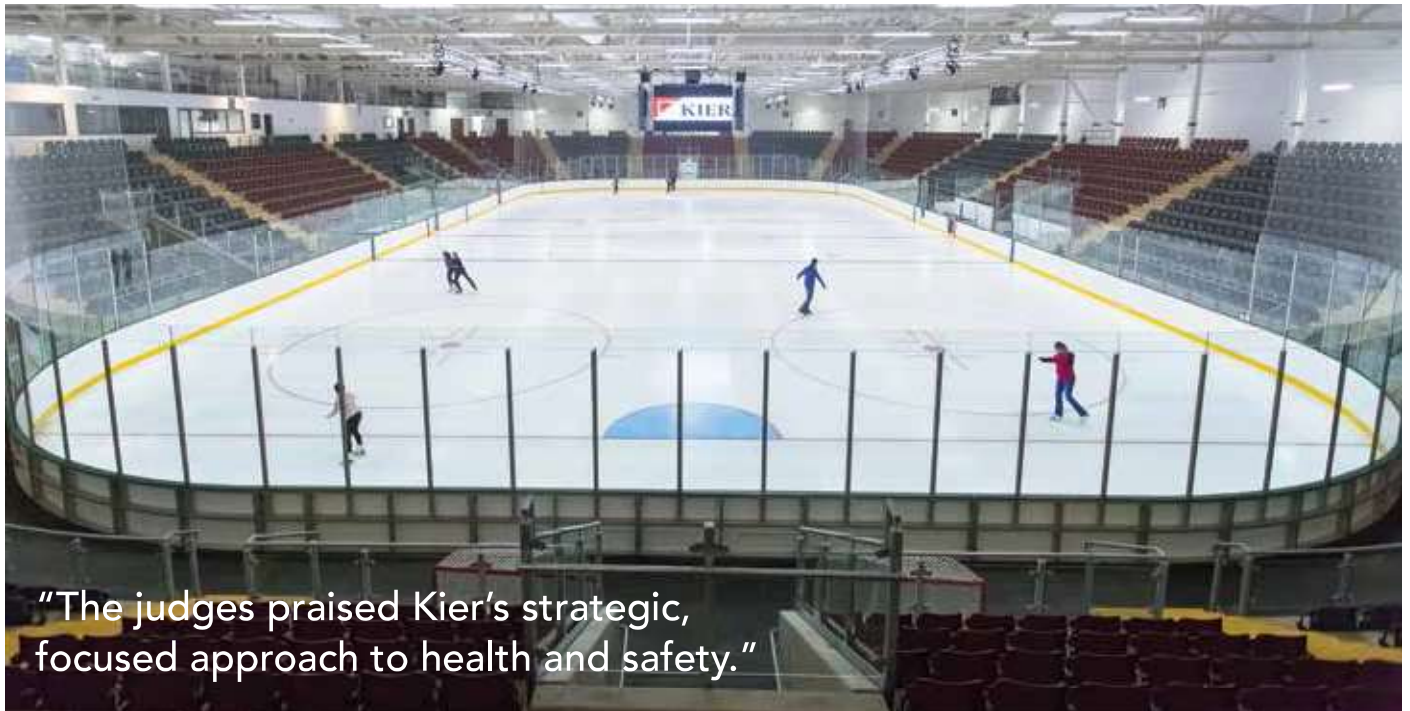 KIER
“The judges praised Kier’s strategic,
focused approach to health and safety.”